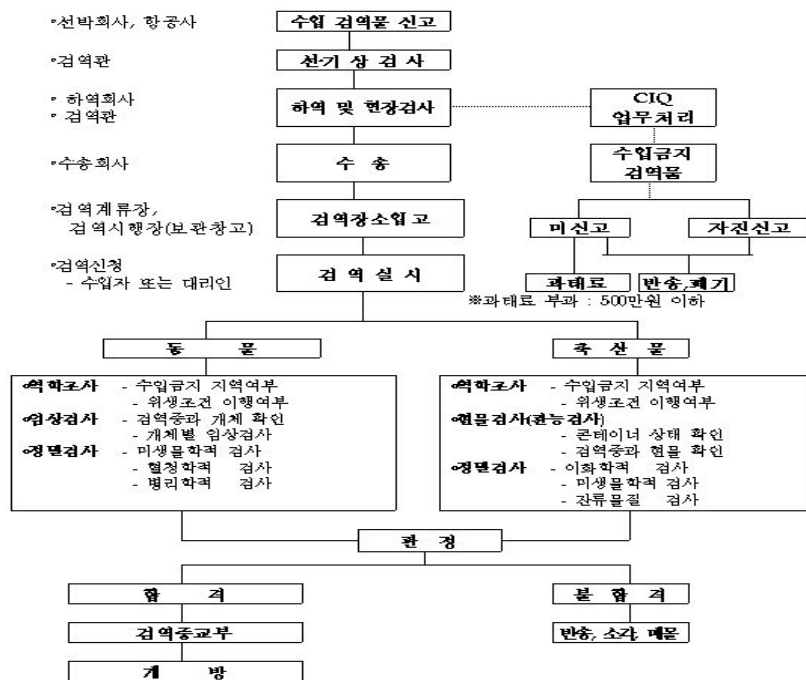 ◦선박회사, 항공사
수입 검역물 신고
◦검역관
선·기 상 검 사
◦ 하역회사
◦ 검역관
하역 및 현장검사
CIQ
업무처리
◦수송회사
수 송
수입금지
검역물
◦검역계류장,
검역시행장(보관창고)
검역장소입고
미신고
자진신고
◦검역신청
- 수입자 또는 대리인
검 역 실 시
과태료
반송,폐기
※과태료 부과 : 500만원 이하
동 물
축 산 물
◦역학조사 - 수입금지 지역여부
- 위생조건 이행여부
◦임상검사 - 검역증과 개체 확인
- 개체별 임상검사
◦정밀검사 - 미생물학적 검사
- 혈청학적 검사
- 병리학적 검사
◦역학조사 - 수입금지 지역여부
- 위생조건 이행여부
◦현물검사(관능검사)
- 콘테이너 상태 확인
- 검역증과 현물 확인
◦정밀검사 - 이화학적 검사
- 미생물학적 검사
- 잔류물질 검사
판 정
합 격
불 합 격
검역증교부
반송, 소각, 매몰
개 방